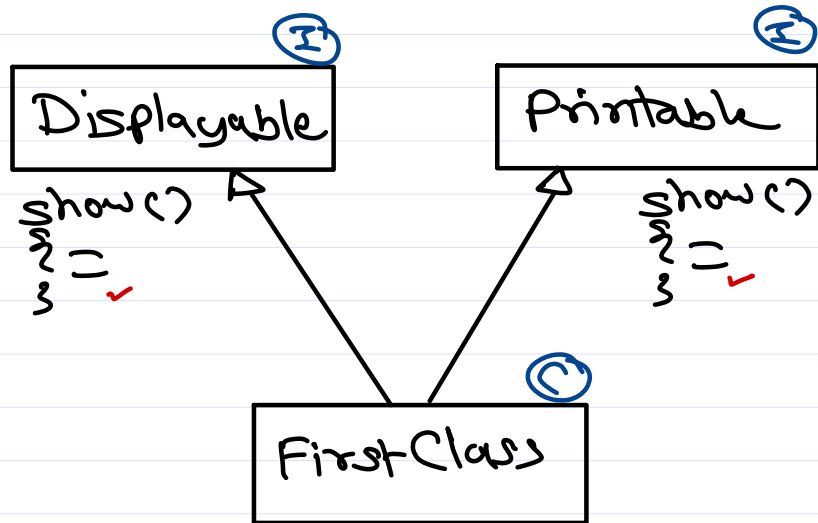 I
I
Displayable
Printable
show()
{ =
}
show()
{ =
}
C
FirstClass